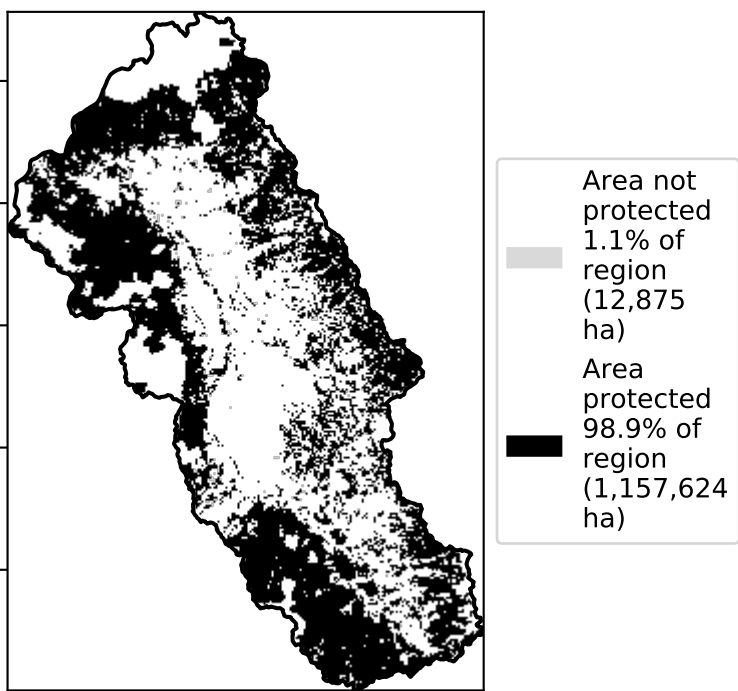 Area not
protected
1.1% of
region
(12,875
ha)
Area
protected
98.9% of
region
(1,157,624
ha)